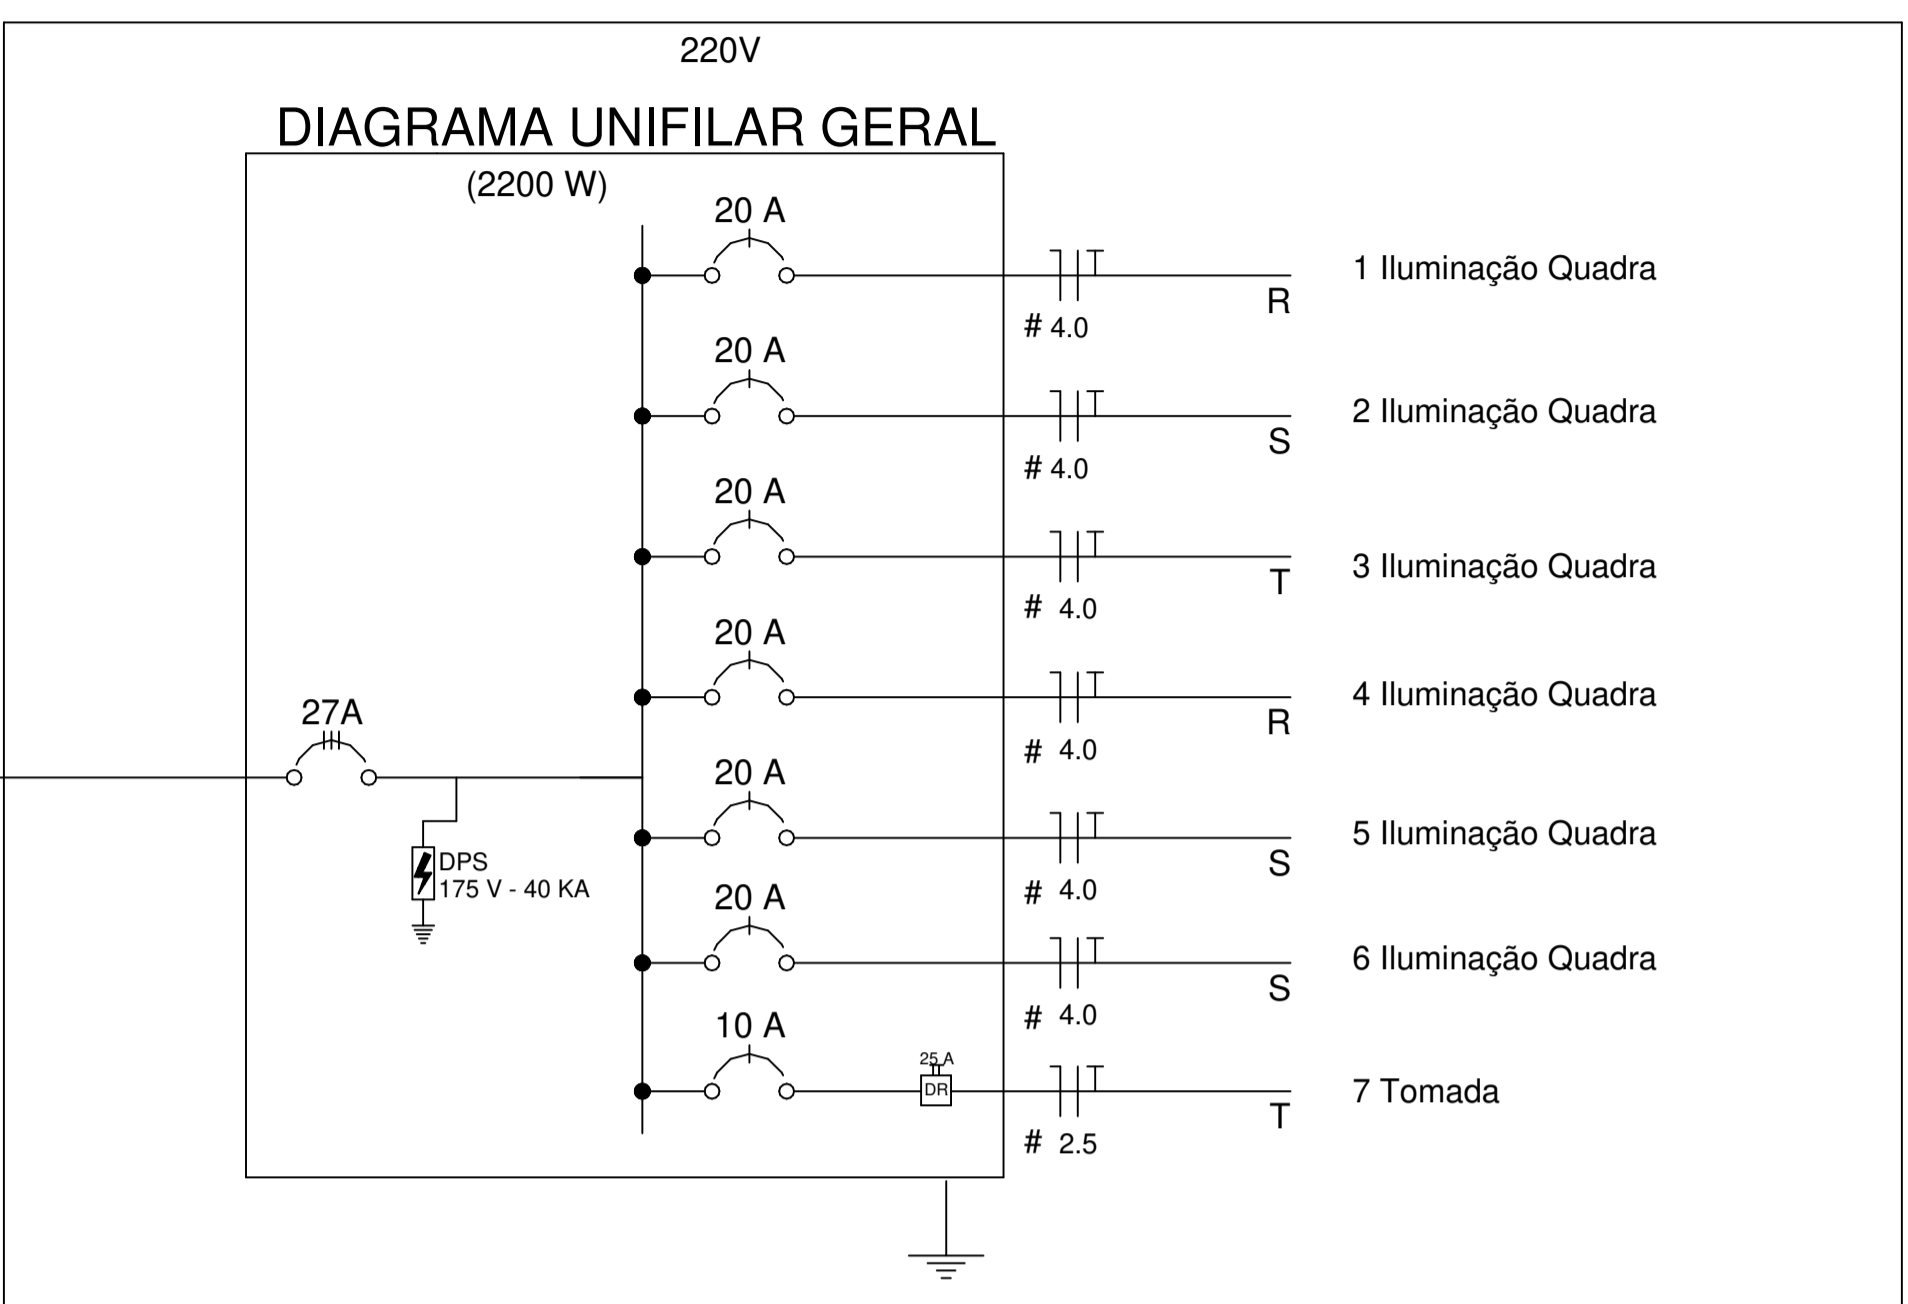 220V
DIAGRAMA UNIFILAR GERAL
(2200 W)
20 A
1 Iluminação Quadra
R
# 4.0
20 A
2 Iluminação Quadra
S
# 4.0
20 A
3 Iluminação Quadra
T
# 4.0
20 A
4 Iluminação Quadra
R
# 4.0
27A
20 A
5 Iluminação Quadra
S
# 4.0
DPS
175 V - 40 KA
20 A
6 Iluminação Quadra
S
# 4.0
10 A
25 A
DR
7 Tomada
T
# 2.5